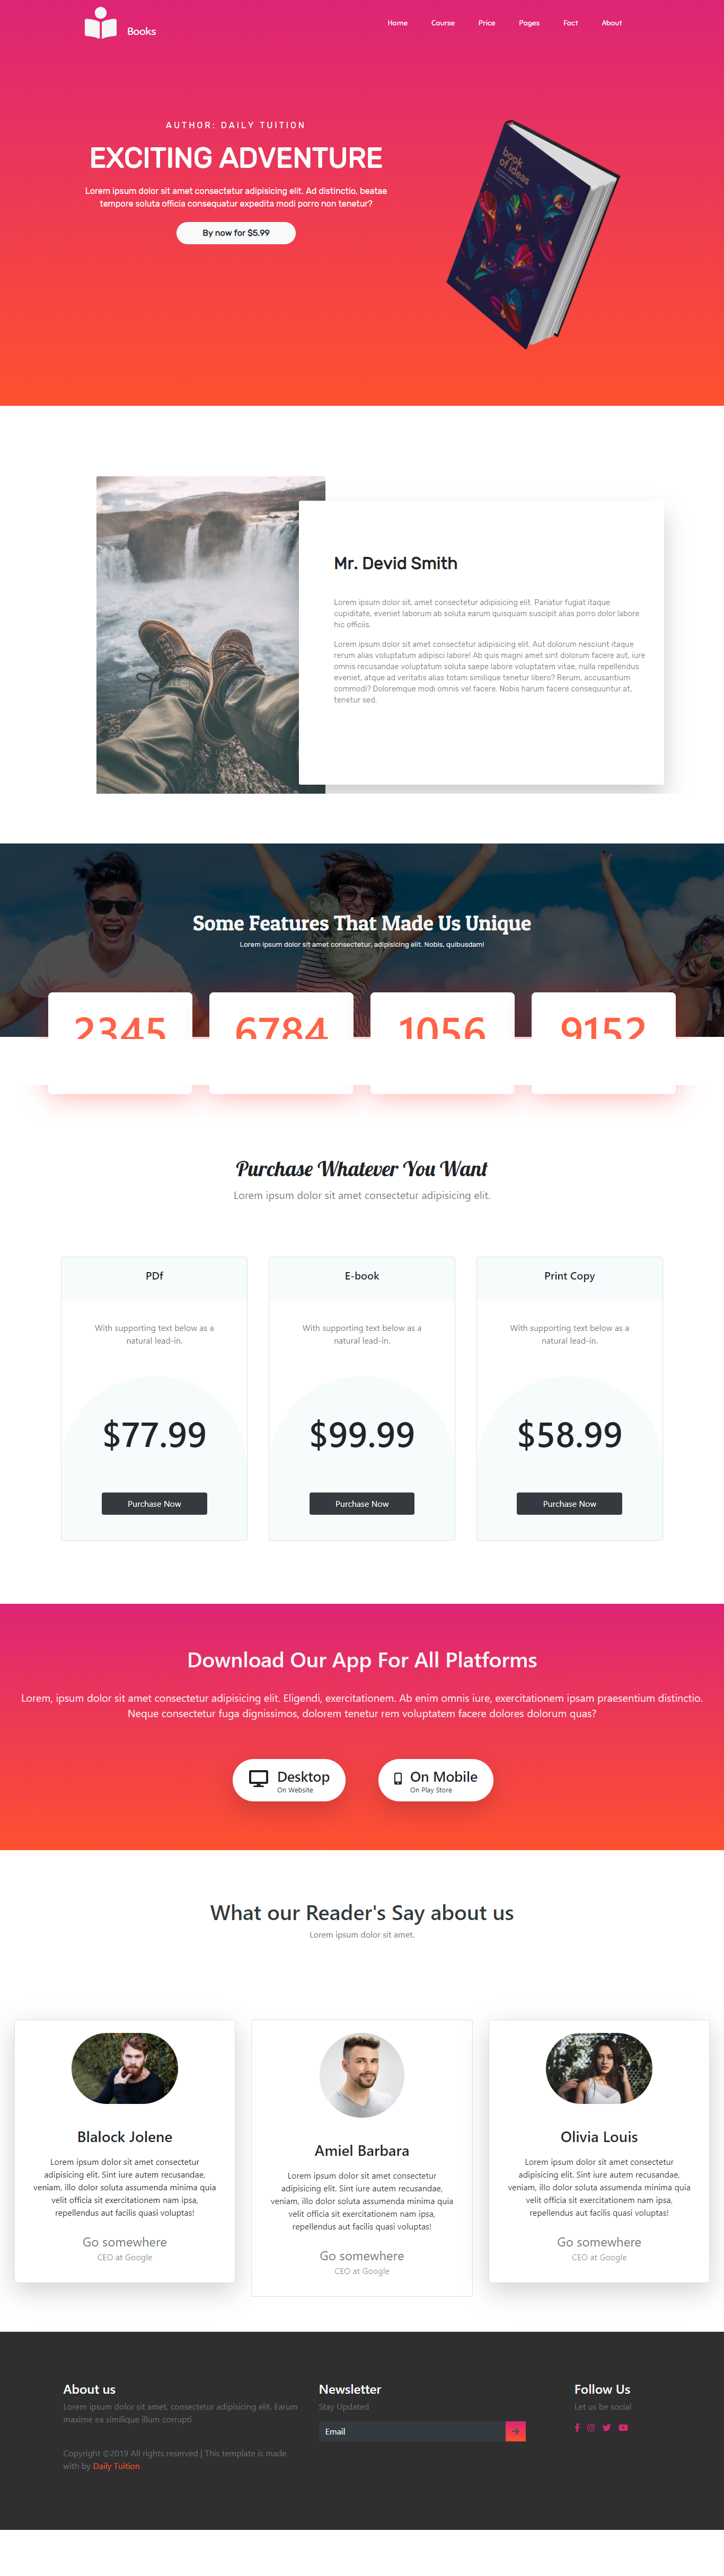 Books
Home Course Price Pages Fact About
AUTHOR: DAILY TUITION
EXCITING ADVENTURE
Lorem ipsum dolor sit amet consectetur adipisicing elit. Ad distinctio, beatae
tempore soluta officia consequatur expedita modi porro non tenetur?
By now for $5.99
book
of ideas
Mr. Devid Smith
Lorem ipsum dolor sit, amet consectetur adipisicing elit. Pariatur fugiat itaque
cupiditate, eveniet laborum ab soluta earum quisquam suscipit alias porro dolor labore
hic officiis.
Lorem ipsum dolor sit amet consectetur adipisicing elit. Aut dolorum nesciunt itaque
rerum alias voluptatum adipisci labore! Ab quis magni amet sint dolorum facere aut, iure
omnis recusandae voluptatum soluta saepe labore voluptatem vitae, nulla repellendus
eveniet, atque ad veritatis alias totam similique tenetur libero? Rerum, accusantium
commodi? Doloremque modi omnis vel facere. Nobis harum facere consequuntur at,
tenetur sed.
Some Features That Made Us Unique
Lorem ipsum dolor sit amet consectetur, adipisicing elit. Nobis, quibusdam!
2345 6784 1056 9152
Purchase Whatever You Want
Lorem ipsum dolor sit amet consectetur adipisicing elit.
PDf
With supporting text below as a
natural lead-in.
$77.99
Purchase Now
E-book
With supporting text below as a
natural lead-in.
$99.99
Purchase Now
Print Copy
With supporting text below as a
natural lead-in.
$58.99
Purchase Now
Download Our App For All Platforms
Lorem, ipsum dolor sit amet consectetur adipisicing elit. Eligendi, exercitationem. Ab enim omnis iure, exercitationem ipsam praesentium distinctio.
Neque consectetur fuga dignissimos, dolorem tenetur rem voluptatem facere dolores dolorum quas?
Desktop
On Website
On Mobile
On Play Store
What our Reader's Say about us
Lorem ipsum dolor sit amet.
Blalock Jolene
Lorem ipsum dolor sit amet consectetur
adipisicing elit. Sint iure autem recusandae,
veniam, illo dolor soluta assumenda minima quia
velit officia sit exercitationem nam ipsa,
repellendus aut facilis quasi voluptas!
Go somewhere
CEO at Google
Amiel Barbara
Lorem ipsum dolor sit amet consectetur
adipisicing elit. Sint iure autem recusandae,
veniam, illo dolor soluta assumenda minima quia
velit officia sit exercitationem nam ipsa,
repellendus aut facilis quasi voluptas!
Go somewhere
CEO at Google
Olivia Louis
Lorem ipsum dolor sit amet consectetur
adipisicing elit. Sint iure autem recusandae,
veniam, illo dolor soluta assumenda minima quia
velit officia sit exercitationem nam ipsa,
repellendus aut facilis quasi voluptas!
Go somewhere
CEO at Google
About us
Lorem ipsum dolor sit amet, consectetur adipisicing elit. Earum
maxime ea similique illum corrupti
Copyright ©2019 All rights reserved | This template is made
with by Daily Tuition
Newsletter
Stay Updated
Email
Follow Us
Let us be social